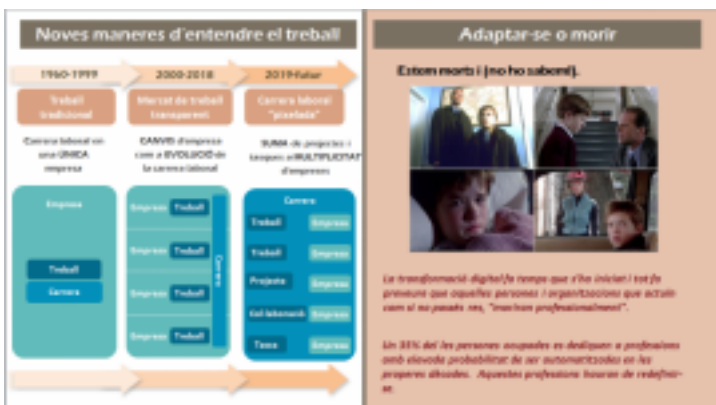 Noves maneres d'entendre el treball
1960-1999
2000-2018
2019-futur
Treball
tradicional
Mercat de treball
transparent
Carrera laboral
"pixelada"
Carrera laboral en
una ÚNICA
empresa
CANVIS d'empresa
com a EVOLUCIÓ de
la carrera laboral
SUMA de projectes i
tasques a MULTIPLICITAT
d'empreses
Empresa
Treball
Carrera
Empresa Treball
Empresa Treball
Empresa Treball
Empresa Treball
Carrera
Carrera
Treball Empresa
Treball Empresa
Projecte Empresa
Col·laboració Empresa
Tasca Empresa
Adaptar-se o morir
Estem morts i (no ho sabem).
La transformació digital fa temps que s'ha iniciat i tot fa
preveure que aquelles persones i organitzacions que actuïn
com si no passés res, "moriran professionalment".
Un 35% del les persones ocupades es dediquen a professions
amb elevada probabilitat de ser automatitzades en les
properes dècades. Aquestes professions hauran de redefinir-
se.